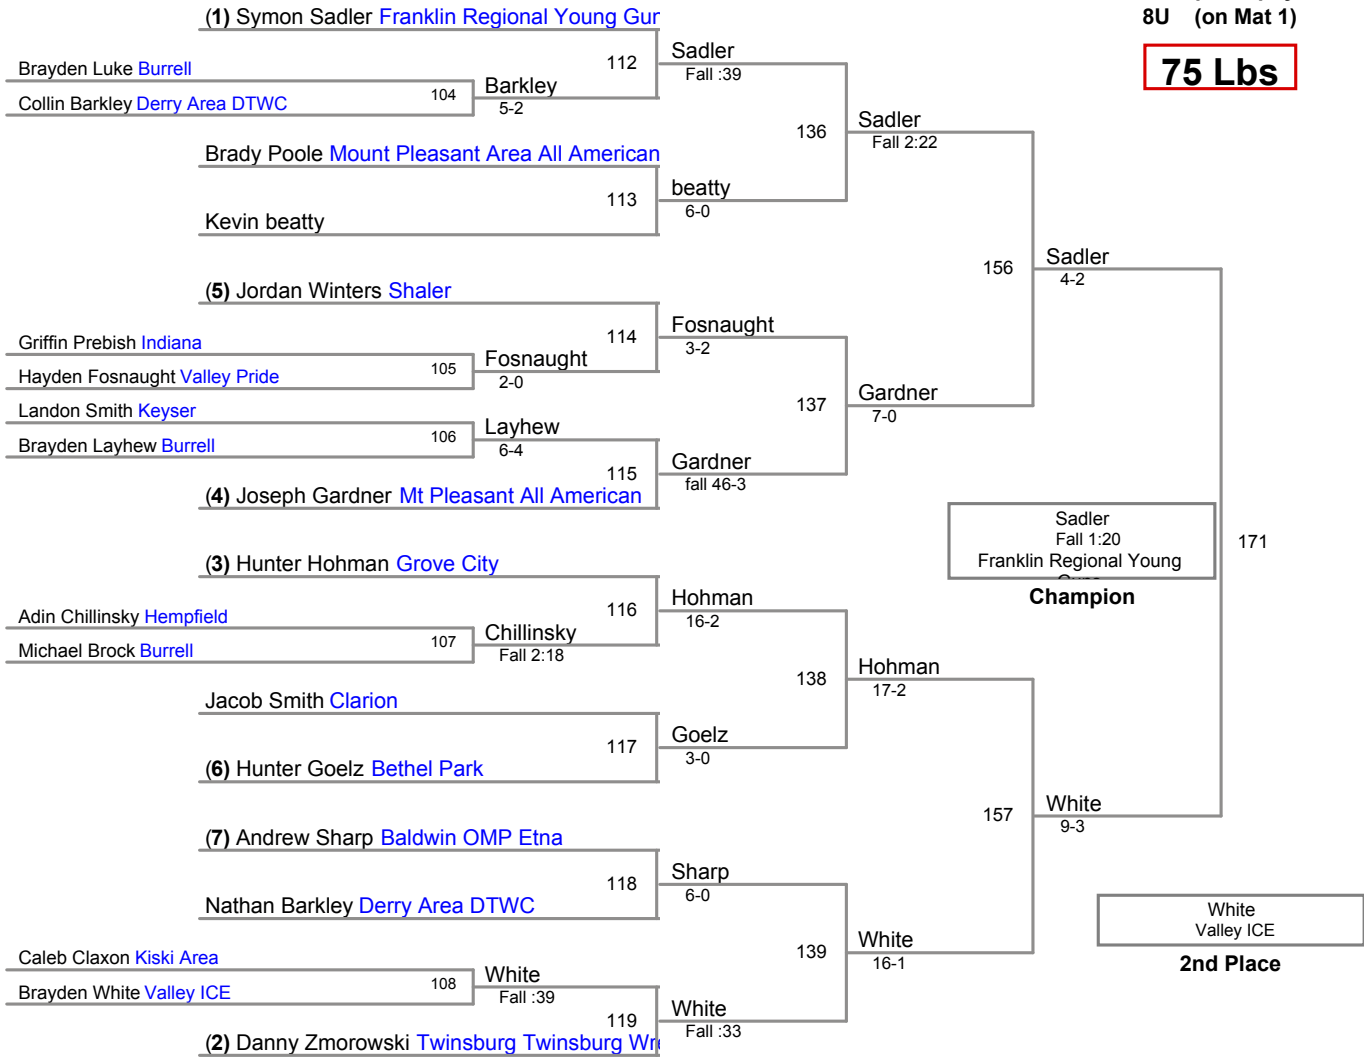 (1) Symon Sadler Franklin Regional Young Gun
8U (on Mat 1)
75 Lbs
Brayden Luke Burrell
Collin Barkley Derry Area DTWC
104
Barkley
5-2
112
Sadler
Fall :39
Brady Poole Mount Pleasant Area All American
Kevin beatty
113
beatty
6-0
136
Sadler
Fall 2:22
(5) Jordan Winters Shaler
Griffin Prebish Indiana
Hayden Fosnaught Valley Pride
105
Fosnaught
2-0
114
Fosnaught
3-2
Landon Smith Keyser
Brayden Layhew Burrell
106
Layhew
6-4
(4) Joseph Gardner Mt Pleasant All American
115
Gardner
fall 46-3
137
Gardner
7-0
156
Sadler
4-2
(3) Hunter Hohman Grove City
Adin Chillinsky Hempfield
Michael Brock Burrell
107
Chillinsky
Fall 2:18
116
Hohman
16-2
Jacob Smith Clarion
(6) Hunter Goelz Bethel Park
117
Goelz
3-0
138
Hohman
17-2
(7) Andrew Sharp Baldwin OMP Etna
Nathan Barkley Derry Area DTWC
118
Sharp
6-0
Caleb Claxon Kiski Area
Brayden White Valley ICE
108
White
Fall :39
(2) Danny Zmorowski Twinsburg Twinsburg Wre
119
White
Fall :33
139
White
16-1
157
White
9-3
171
Sadler
Fall 1:20
Franklin Regional Young
Champion
White
Valley ICE
2nd Place